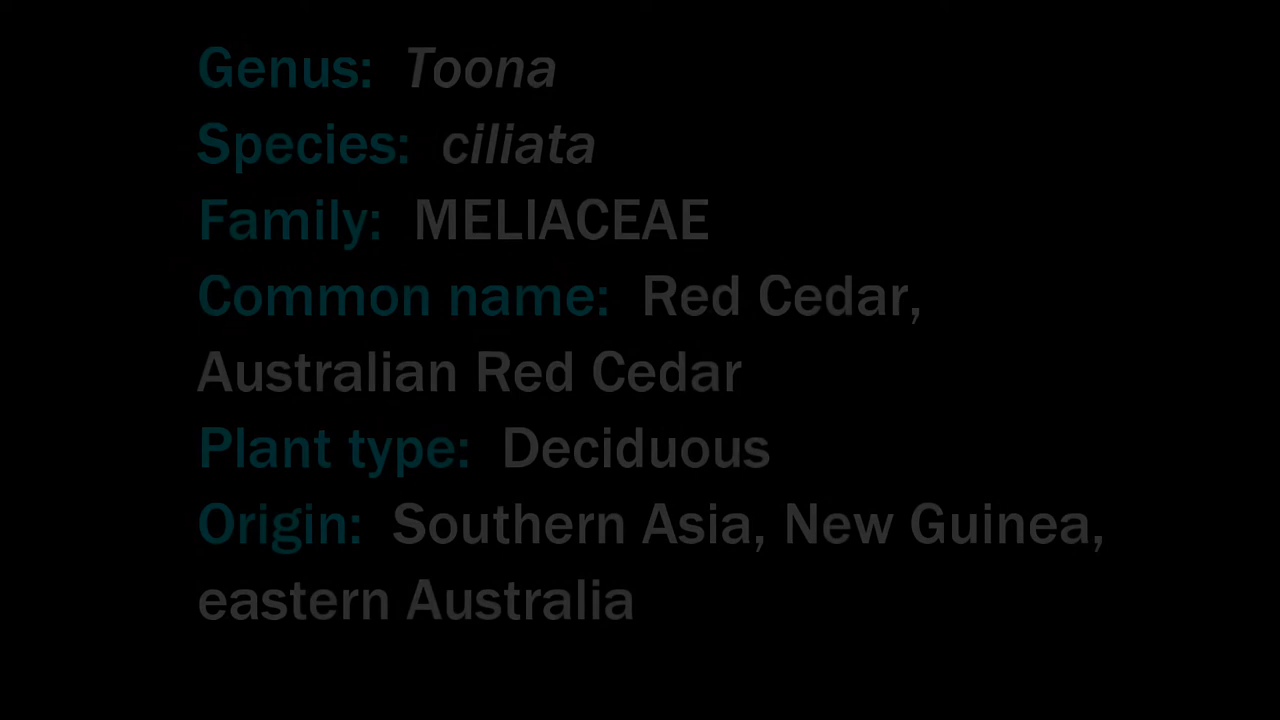 Genus: Toona
Species: ciliata
Family: MELIACEAE
Common name: Red Cedar,
Australian Red Cedar
Plant type: Deciduous
Origin: Southern Asia, New Guinea,
eastern Australia